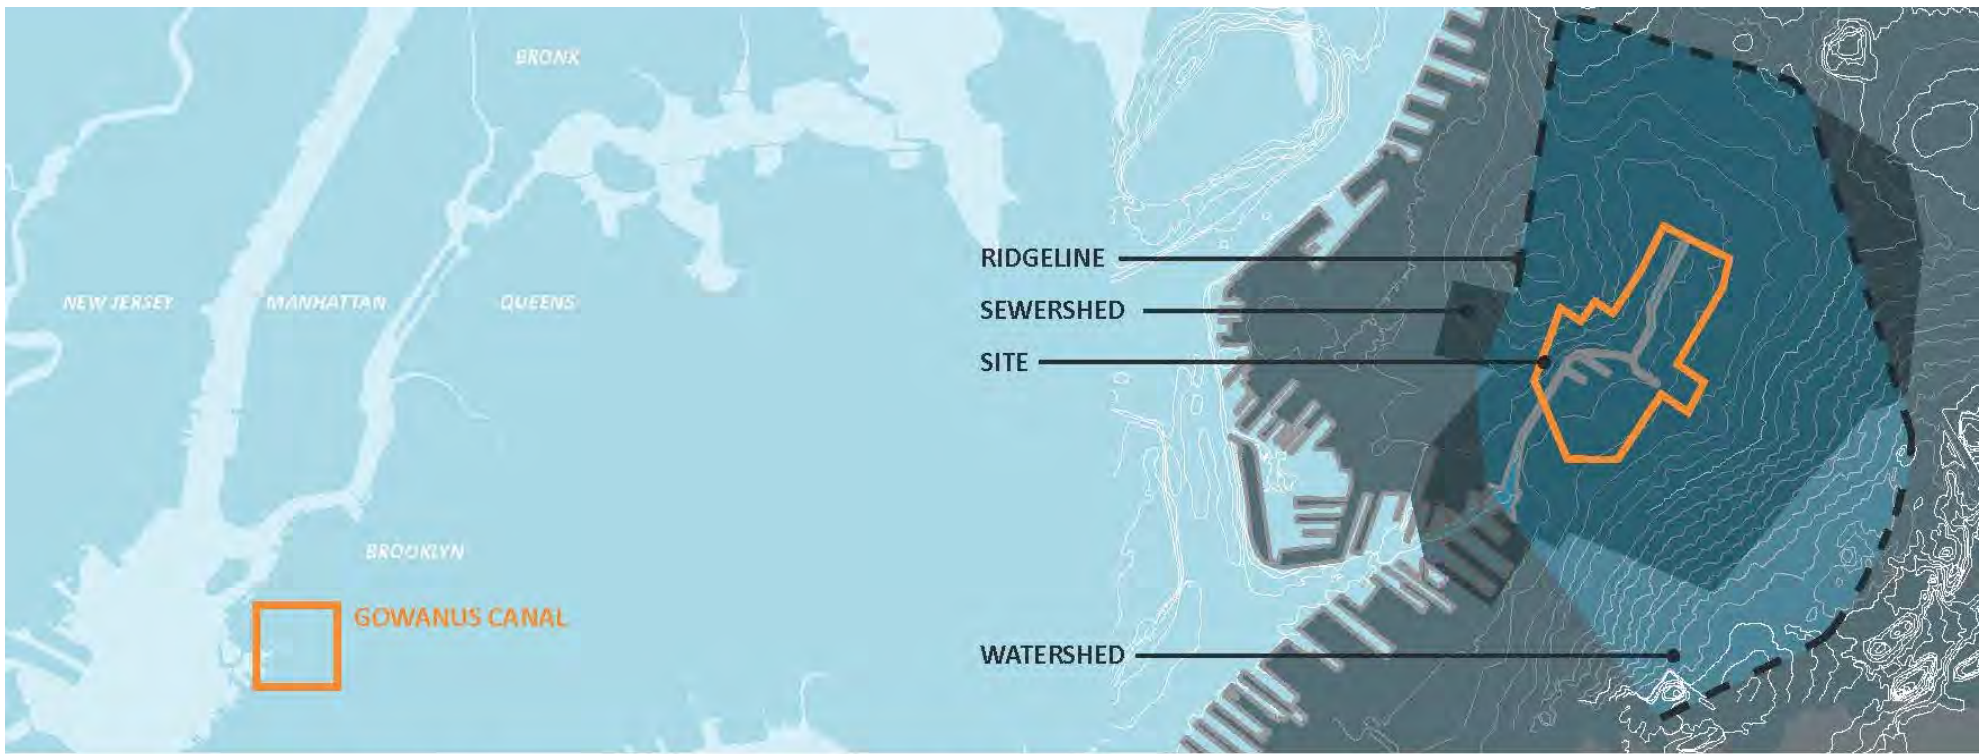 BRONX
NEW JERSEY
MANHATTAN
QUEENS
BROOKLYN
GOWANUS CANAL
RIDGELINE
SEWERSHED
SITE
WATERSHED